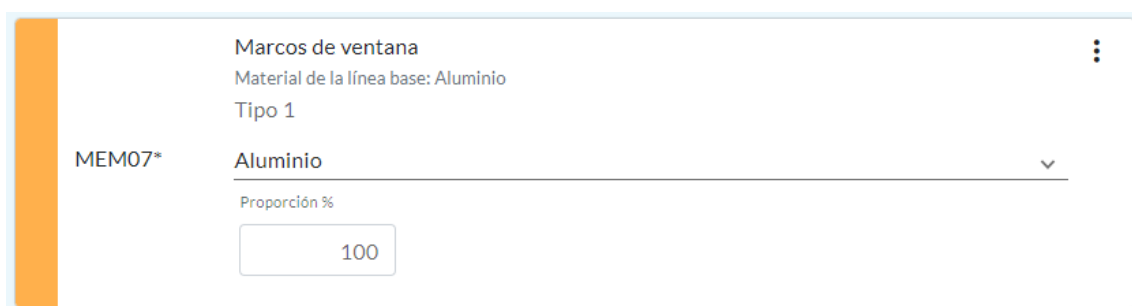 Marcos de ventana
Material de la línea base: Aluminio
Tipo 1
MEM07* Aluminio
Proporción %
100